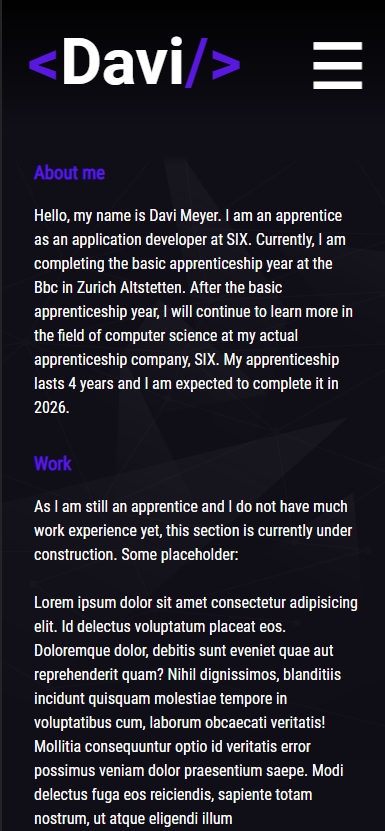 <Davi/>
About me
Hello, my name is Davi Meyer. I am an apprentice
as an application developer at SIX. Currently, I am
completing the basic apprenticeship year at the
Bbc in Zurich Altstetten. After the basic
apprenticeship year, I will continue to learn more in
the field of computer science at my actual
apprenticeship company, SIX. My apprenticeship
lasts 4 years and I am expected to complete it in
2026.
Work
As I am still an apprentice and I do not have much
work experience yet, this section is currently under
construction. Some placeholder:
Lorem ipsum dolor sit amet consectetur adipisicing
elit. Id delectus voluptatum placeat eos.
Doloremque dolor, debitis sunt eveniet quae aut
reprehenderit quam? Nihil dignissimos, blanditiis
incidunt quisquam molestiae tempore in
voluptatibus cum, laborum obcaecati veritatis!
Mollitia consequuntur optio id veritatis error
possimus veniam dolor praesentium saepe. Modi
delectus fuga eos reiciendis, sapiente totam
nostrum, ut atque eligendi illum